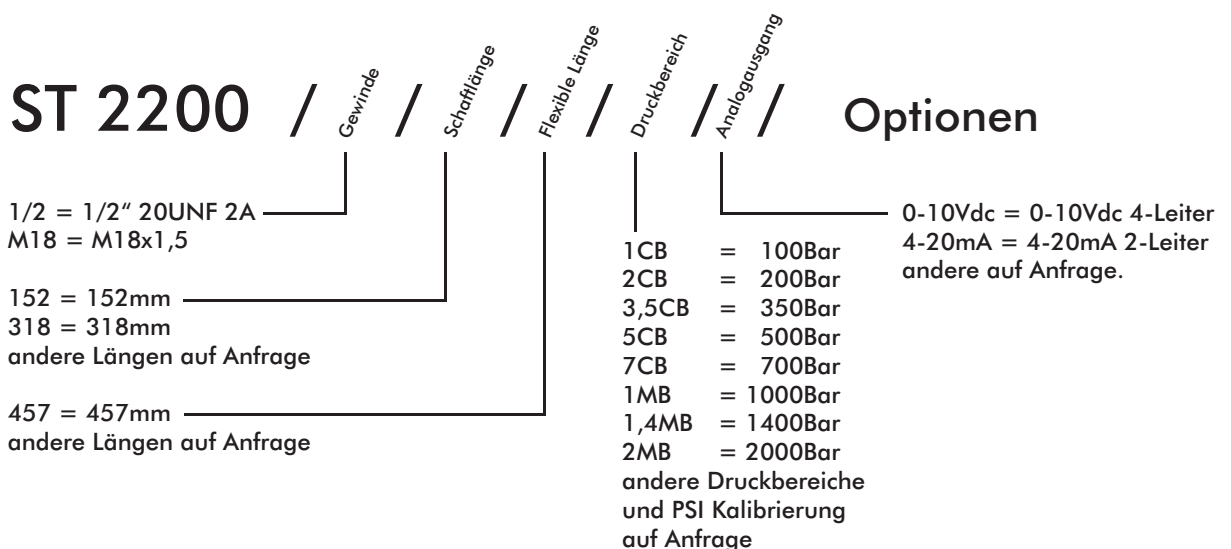 ST 2200 / Gewinde / Schaftlänge / Flexible Länge / Druckbereich / Analogausgang / Optionen
1/2 = 1/2“ 20UNF 2A
M18 = M18x1,5
152 = 152mm
318 = 318mm
andere Längen auf Anfrage
457 = 457mm
andere Längen auf Anfrage
1CB = 100Bar
2CB = 200Bar
3,5CB = 350Bar
5CB = 500Bar
7CB = 700Bar
1MB = 1000Bar
1,4MB = 1400Bar
2MB = 2000Bar
andere Druckbereiche
und PSI Kalibrierung
auf Anfrage
0-10Vdc = 0-10Vdc 4-Leiter
4-20mA = 4-20mA 2-Leiter
andere auf Anfrage.